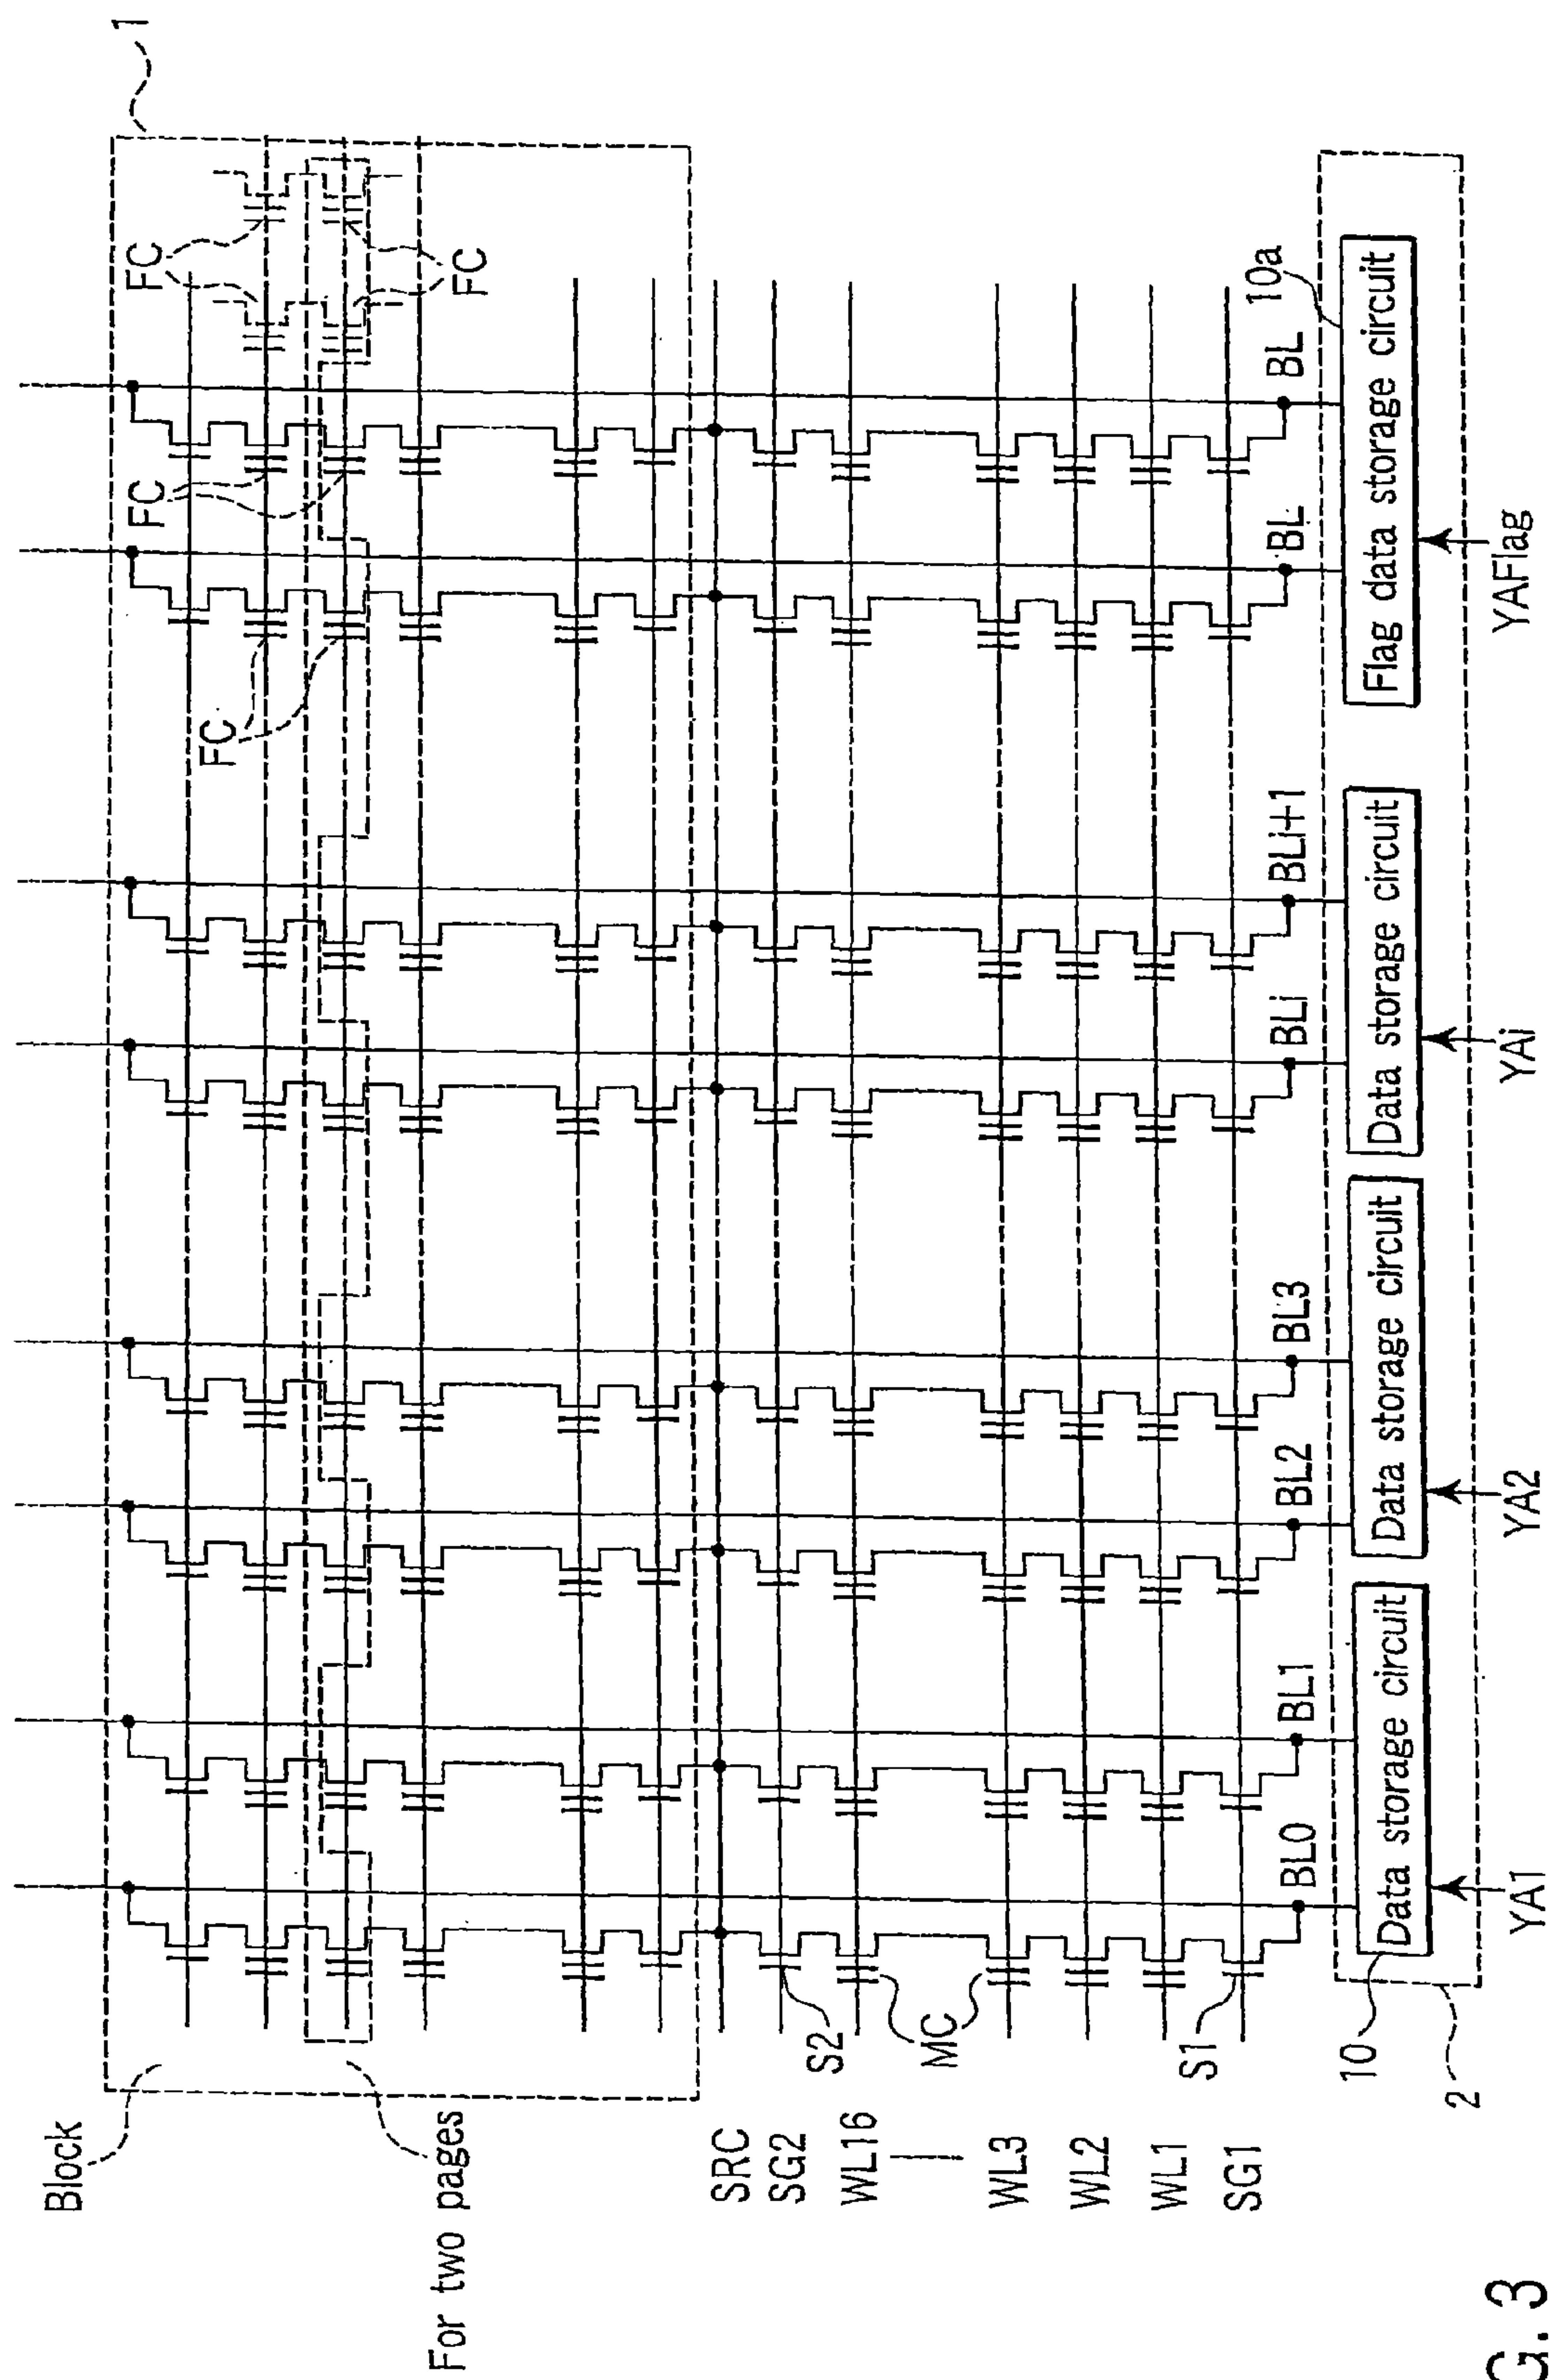 1
Block
For two pages
FC
FC
FC
FC
SRC
SG2
WL16
WL3
WL2
WL1
SG1
S2
MC
S1
BL0
BL1
BL2
BL3
BLi
BLi+1
BL
BL
10
10a
Data storage circuit
Data storage circuit
Data storage circuit
Flag data storage circuit
2
YA1
YA2
YAi
YAFlag
G. 3